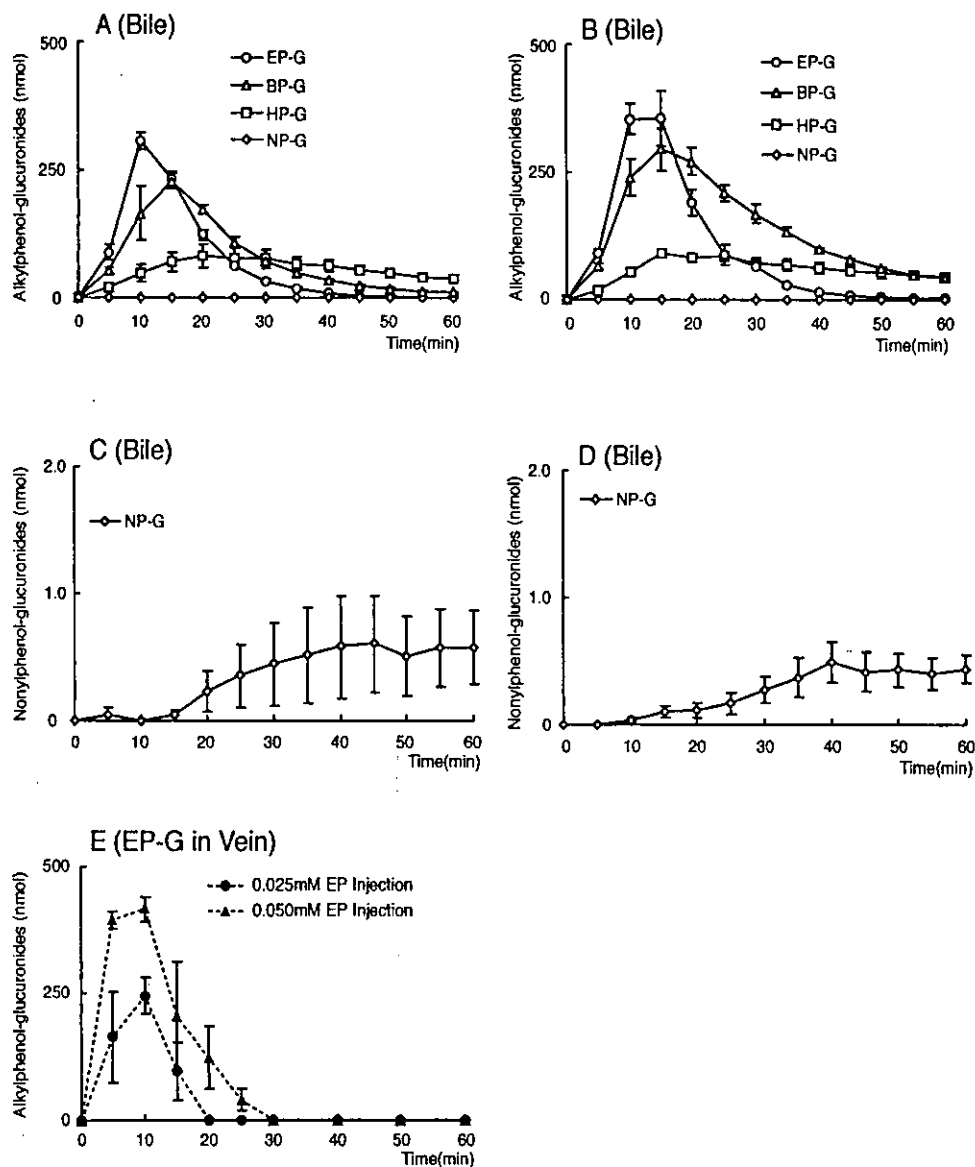 A (Bile)
Alkylphenol-glucuronides (nmol)
500
250
0
EP-G
BP-G
HP-G
NP-G
0 10 20 30 40 50 60
Time(min)
B (Bile)
Alkylphenol-glucuronides (nmol)
500
250
0
EP-G
BP-G
HP-G
NP-G
0 10 20 30 40 50 60
Time(min)
C (Bile)
Nonylphenol-glucuronides (nmol)
2.0
1.0
0
NP-G
0 10 20 30 40 50 60
Time(min)
D (Bile)
Nonylphenol-glucuronides (nmol)
2.0
1.0
0
NP-G
0 10 20 30 40 50 60
Time(min)
E (EP-G in Vein)
Alkylphenol-glucuronides (nmol)
500
250
0
0.025mM EP Injection
0.050mM EP Injection
0 10 20 30 40 50 60
Time(min)